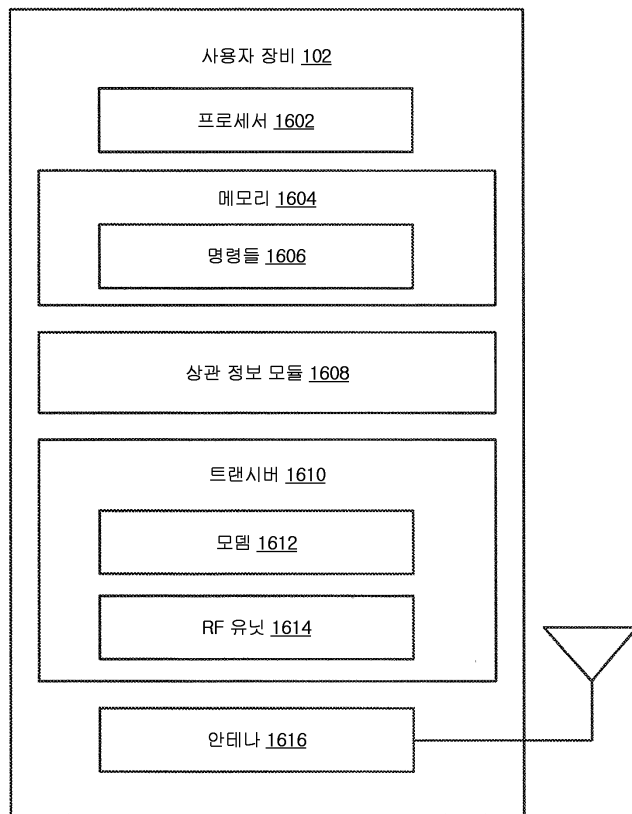 사용자 장비 102
프로세서 1602
메모리 1604
명령들 1606
상관 정보 모듈 1608
트랜시버 1610
모뎀 1612
RF 유닛 1614
안테나 1616